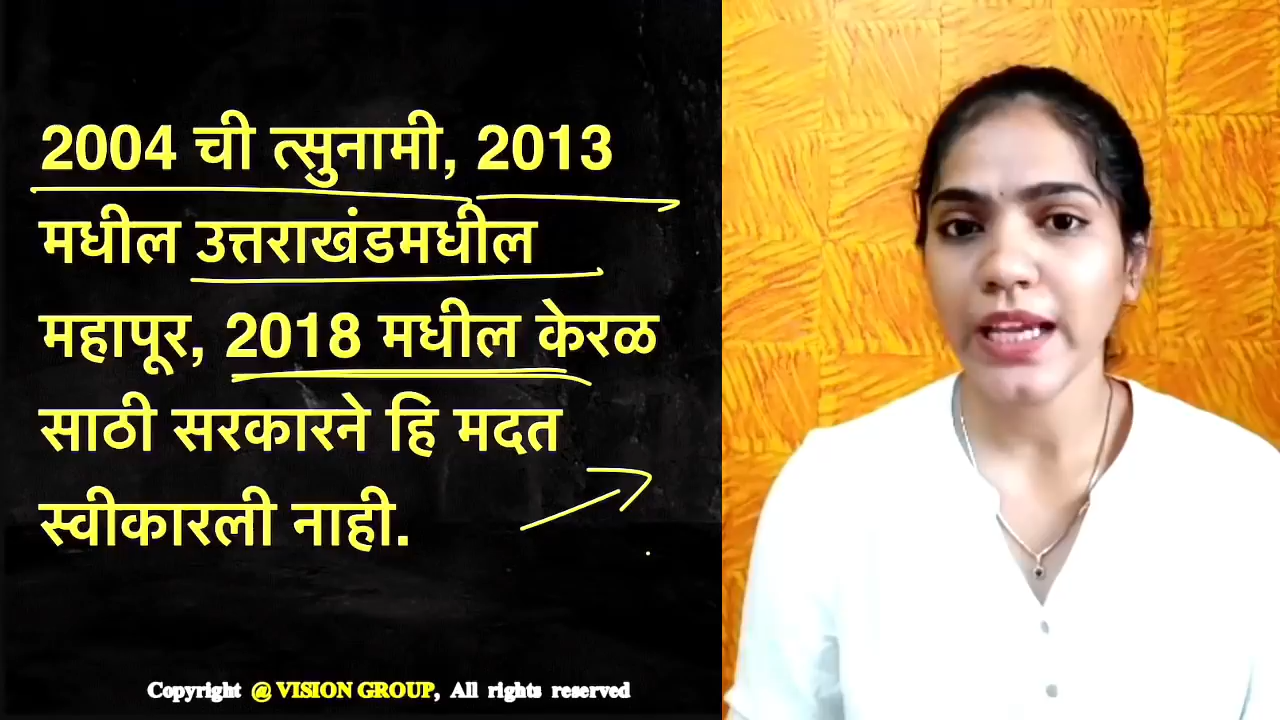 2004 ची त्सुनामी, 2013
मधील उत्तराखंडमधील
महापूर, 2018 मधील केरळ
साठी सरकारने हि मदत
स्वीकारली नाही.
Copyright @ VISION GROUP, All rights reserved